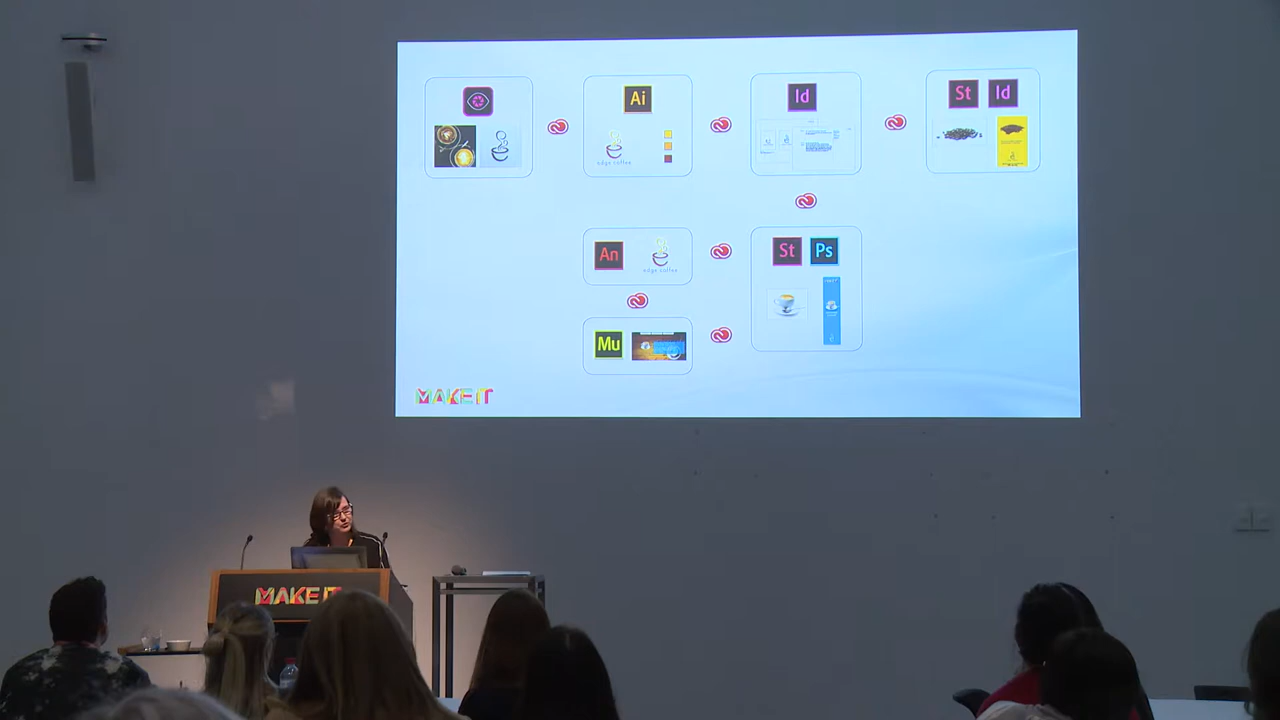 Ai
Id
St Id
edge coffee
An
edge coffee
St Ps
Mu
MAKE IT
MAKE IT